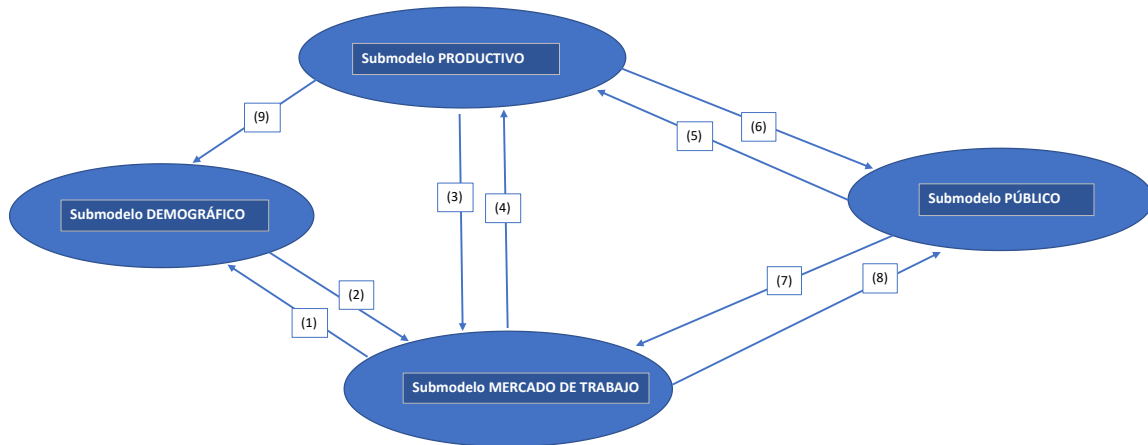 Submodelo PRODUCTIVO
(9)
(6)
(5)
(3)
(4)
Submodelo PÚBLICO
Submodelo DEMOGRÁFICO
(7)
(8)
(2)
(1)
Submodelo MERCADO DE TRABAJO